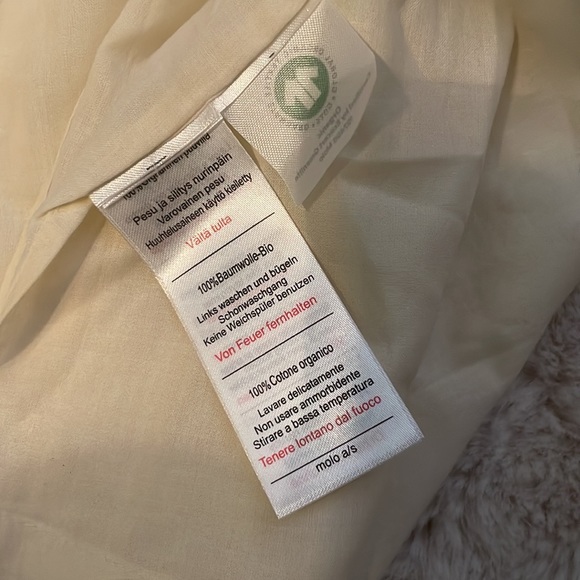 Pesu ja silitys nurinpäin
Varovainen pesu
Huuhteluaineen käyttö kielletty
Vältä tulta
100%Baumwolle-Bio
Links waschen und bügeln
Schonwaschgang
Keine Weichspüler benutzen
Von Feuer fernhalten
100%Cotone organico
Lavare delicatamente
Non usare ammorbidente
Stirare a bassa temperatura
Tenere lontano dal fuoco
molo a/s